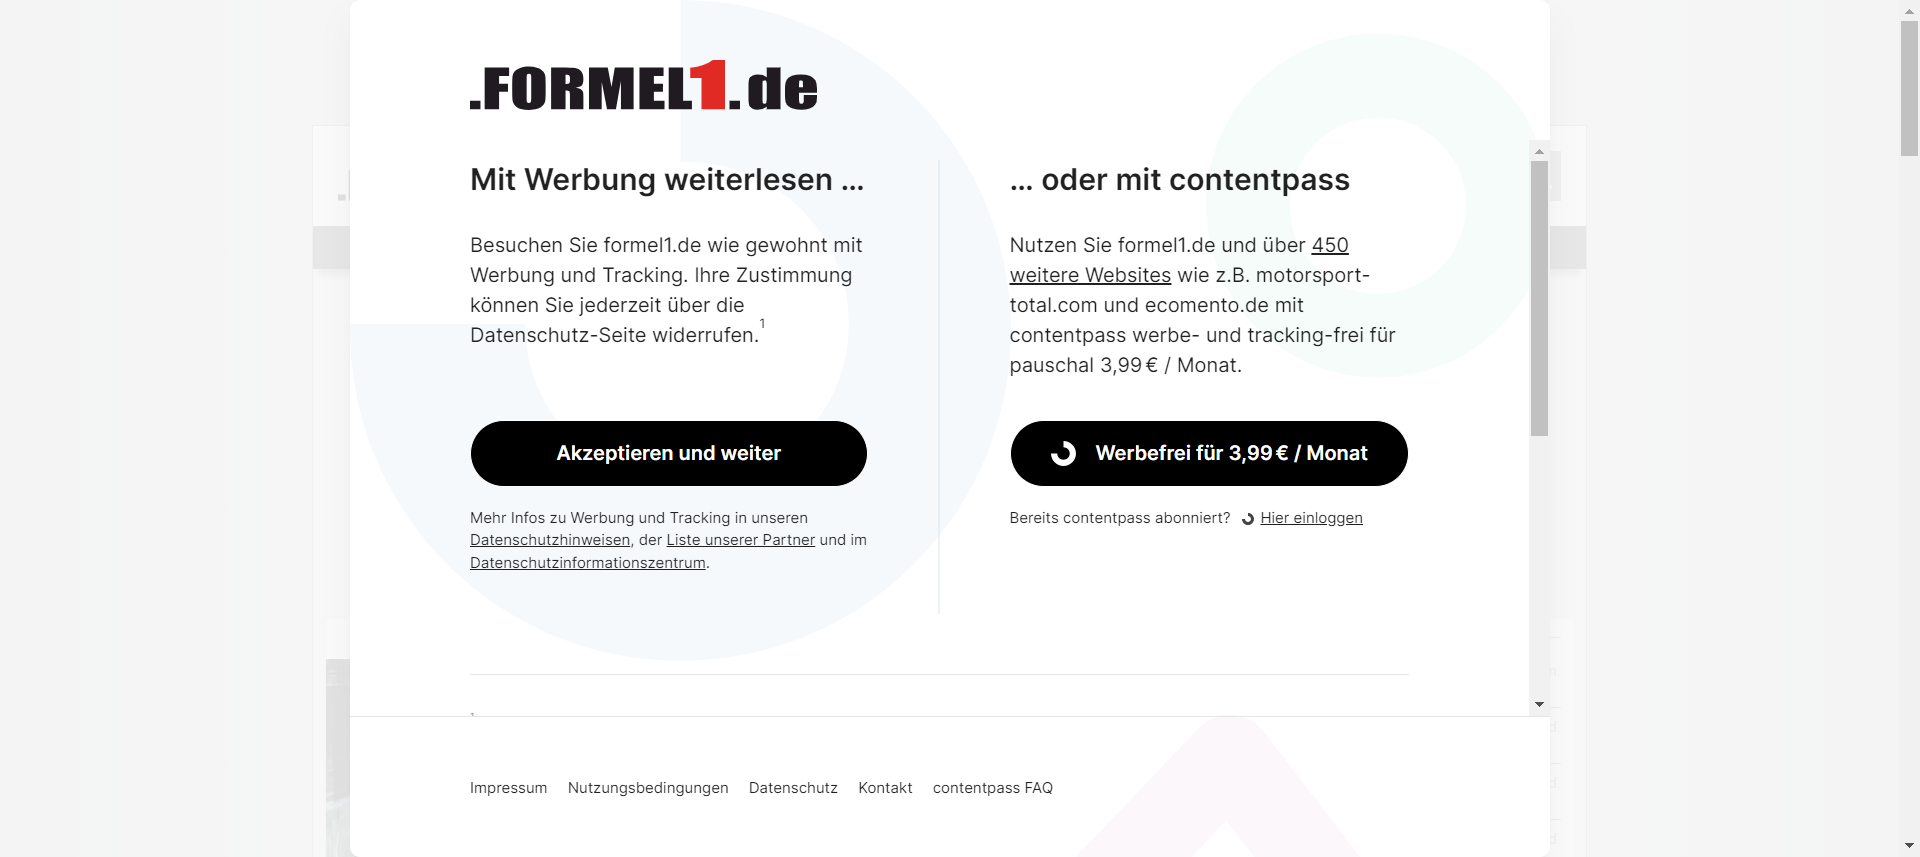 .FORMEL1.de
Mit Werbung weiterlesen ...
Besuchen Sie formel1.de wie gewohnt mit
Werbung und Tracking. Ihre Zustimmung
können Sie jederzeit über die
Datenschutz-Seite widerrufen.1
Akzeptieren und weiter
Mehr Infos zu Werbung und Tracking in unseren
Datenschutzhinweisen, der Liste unserer Partner und im
Datenschutzinformationszentrum.
... oder mit contentpass
Nutzen Sie formel1.de und über 450
weitere Websites wie z.B. motorsport-
total.com und ecomento.de mit
contentpass werbe- und tracking-frei für
pauschal 3,99 € / Monat.
Werbefrei für 3,99 € / Monat
Bereits contentpass abonniert? Hier einloggen
Impressum Nutzungsbedingungen Datenschutz Kontakt contentpass FAQ